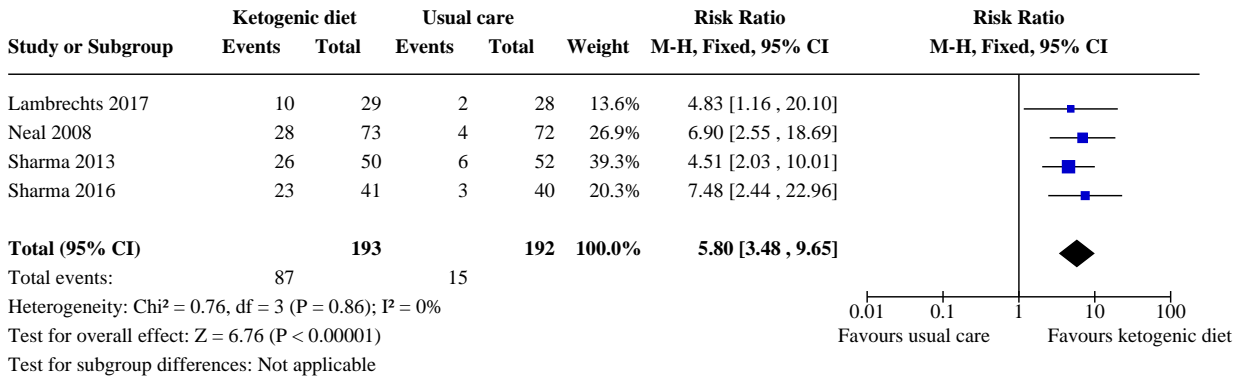 Ketogenic diet Usual care Risk Ratio Risk Ratio
Study or Subgroup Events Total Events Total Weight M-H, Fixed, 95% CI M-H, Fixed, 95% CI
Lambrechts 2017 10 29 2 28 13.6% 4.83 [1.16 , 20.10]
Neal 2008 28 73 4 72 26.9% 6.90 [2.55 , 18.69]
Sharma 2013 26 50 6 52 39.3% 4.51 [2.03 , 10.01]
Sharma 2016 23 41 3 40 20.3% 7.48 [2.44 , 22.96]
Total (95% CI) 193 192 100.0% 5.80 [3.48 , 9.65]
Total events: 87 15
Heterogeneity: Chi² = 0.76, df = 3 (P = 0.86); I² = 0%
Test for overall effect: Z = 6.76 (P < 0.00001)
Test for subgroup differences: Not applicable
0.01 0.1 1 10 100
Favours usual care Favours ketogenic diet